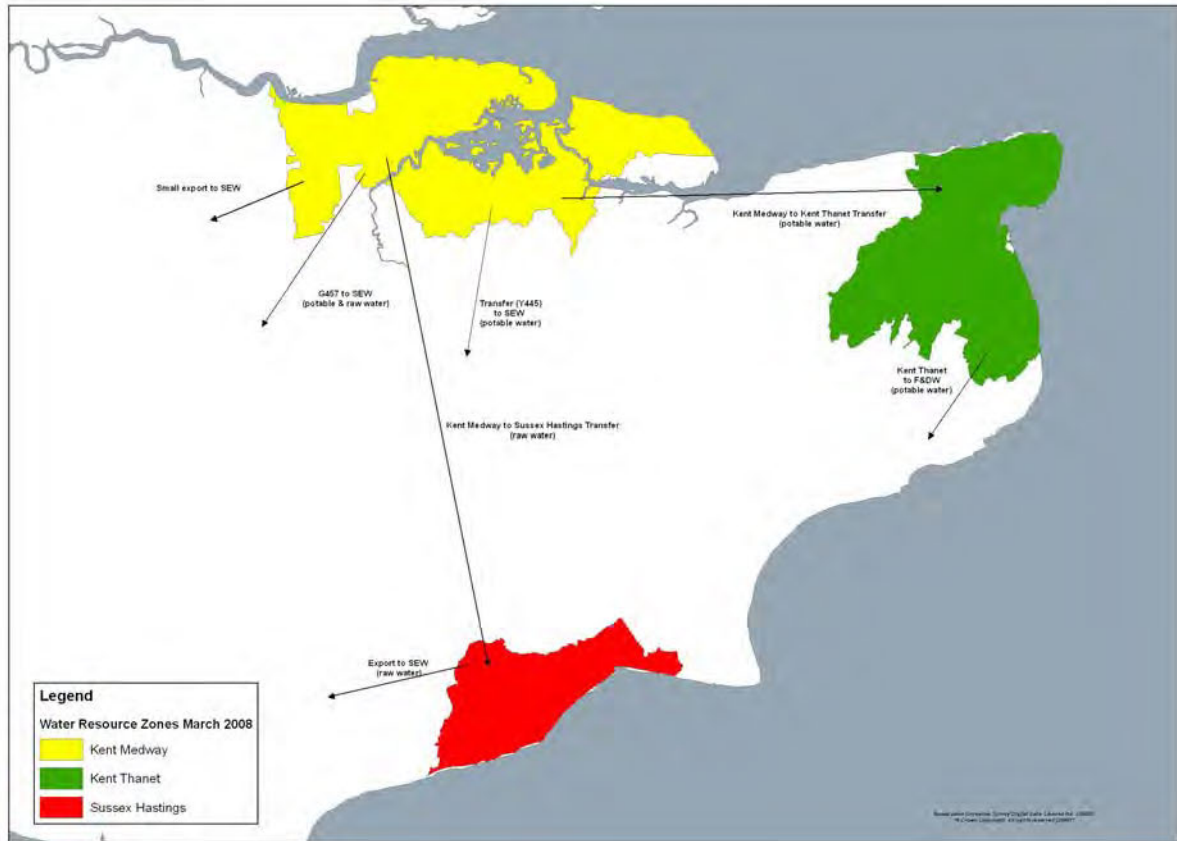 Small export to SEW
Kent Medway to Kent Thanet Transfer
(potable water)
G457 to SEW
(potable & raw water)
Transfer (Y445)
to SEW
(potable water)
Kent Thanet
to F&DW
(potable water)
Kent Medway to Sussex Hastings Transfer
(raw water)
Export to SEW
(raw water)
Legend
Water Resource Zones March 2008
Kent Medway
Kent Thanet
Sussex Hastings